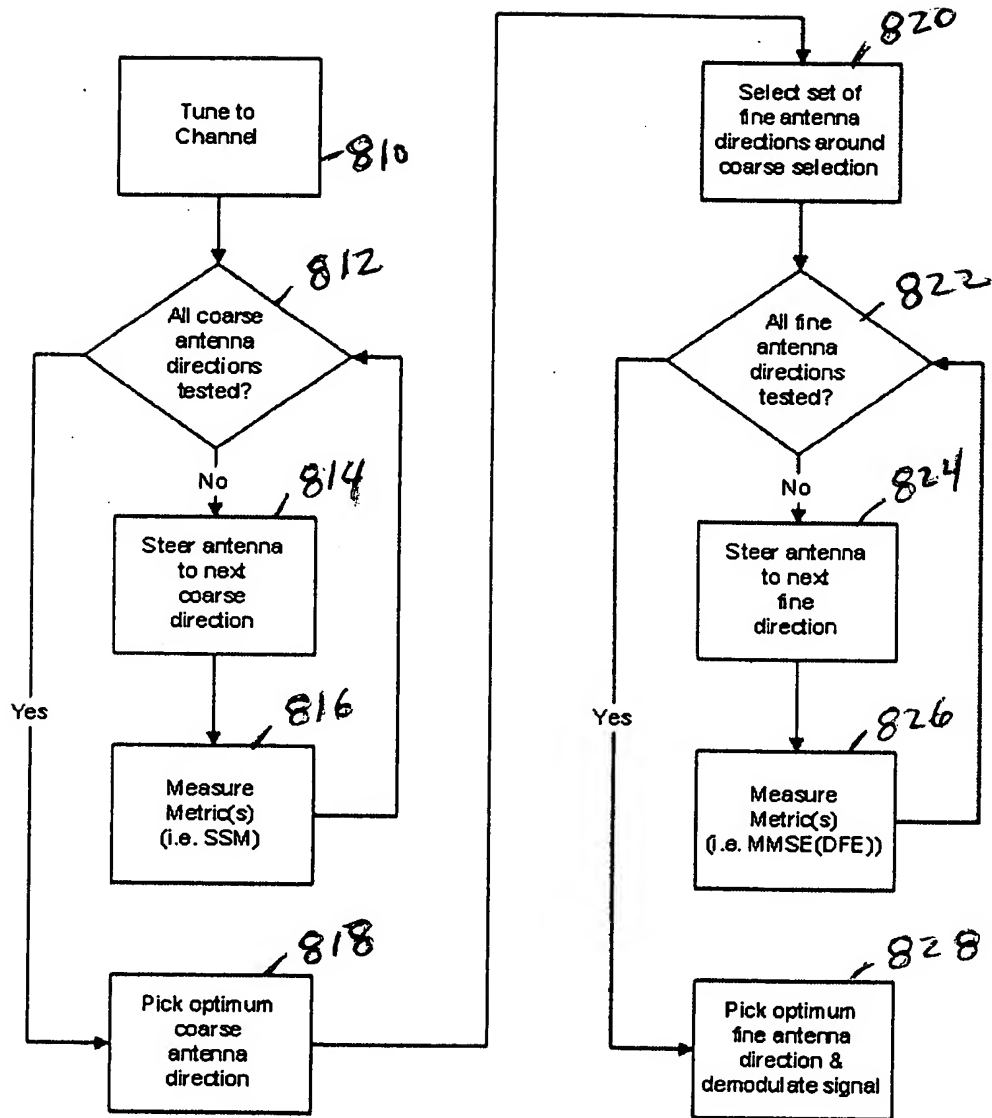 Tune to
Channel
810
812
All coarse
antenna
directions
tested?
No
814
Steer antenna
to next
coarse
direction
Yes
816
Measure
Metric(s)
(i.e. SSM)
818
Pick optimum
coarse
antenna
direction
820
Select set of
fine antenna
directions around
coarse selection
822
All fine
antenna
directions
tested?
No
824
Steer antenna
to next
fine
direction
Yes
826
Measure
Metric(s)
(i.e. MMSE(DFE))
828
Pick optimum
fine antenna
direction &
demodulate signal